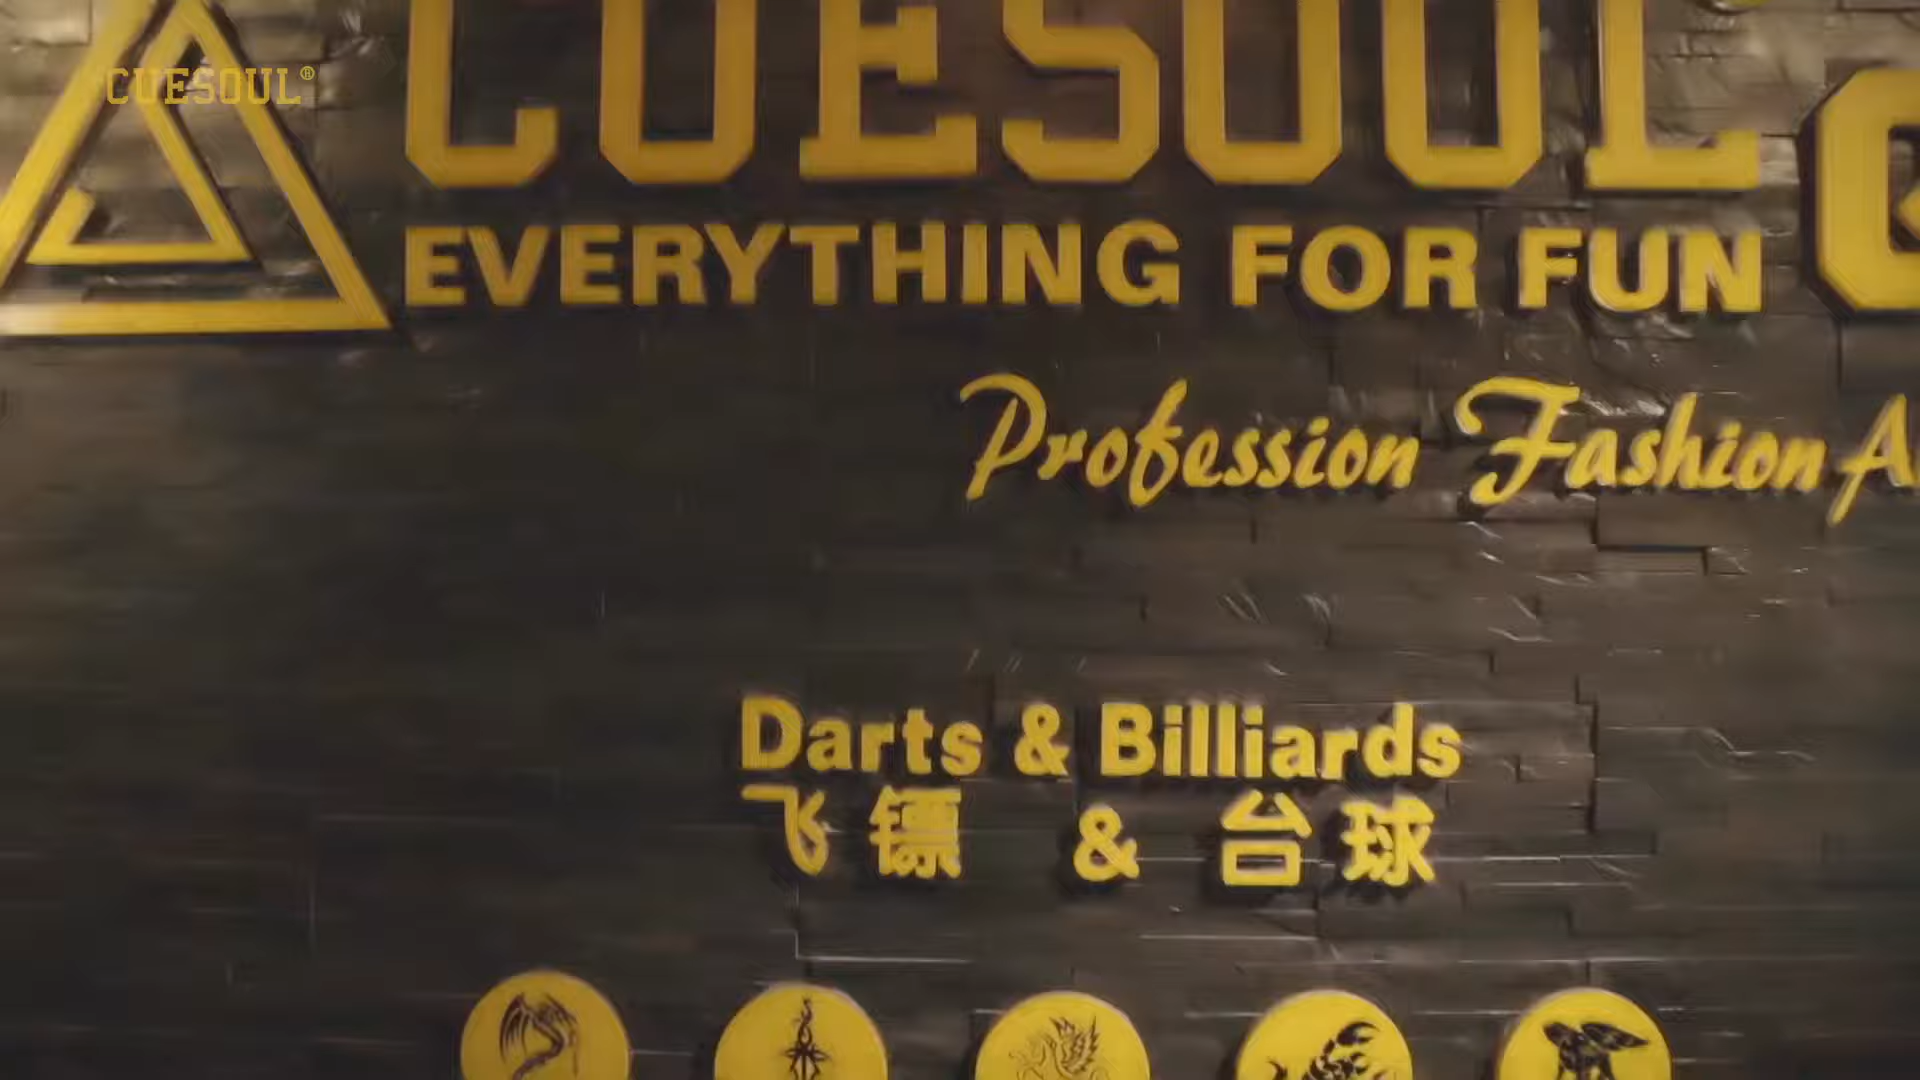 CUESOUL®
CUESOUL
EVERYTHING FOR FUN
Profession Fashion
Darts & Billiards
飞镖 & 台球